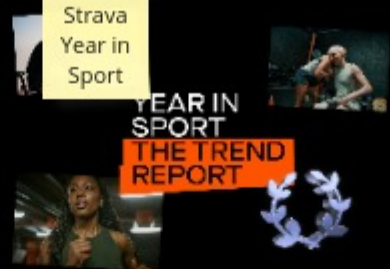 Strava
Year in
Sport
YEAR IN
SPORT
THE TREND
REPORT